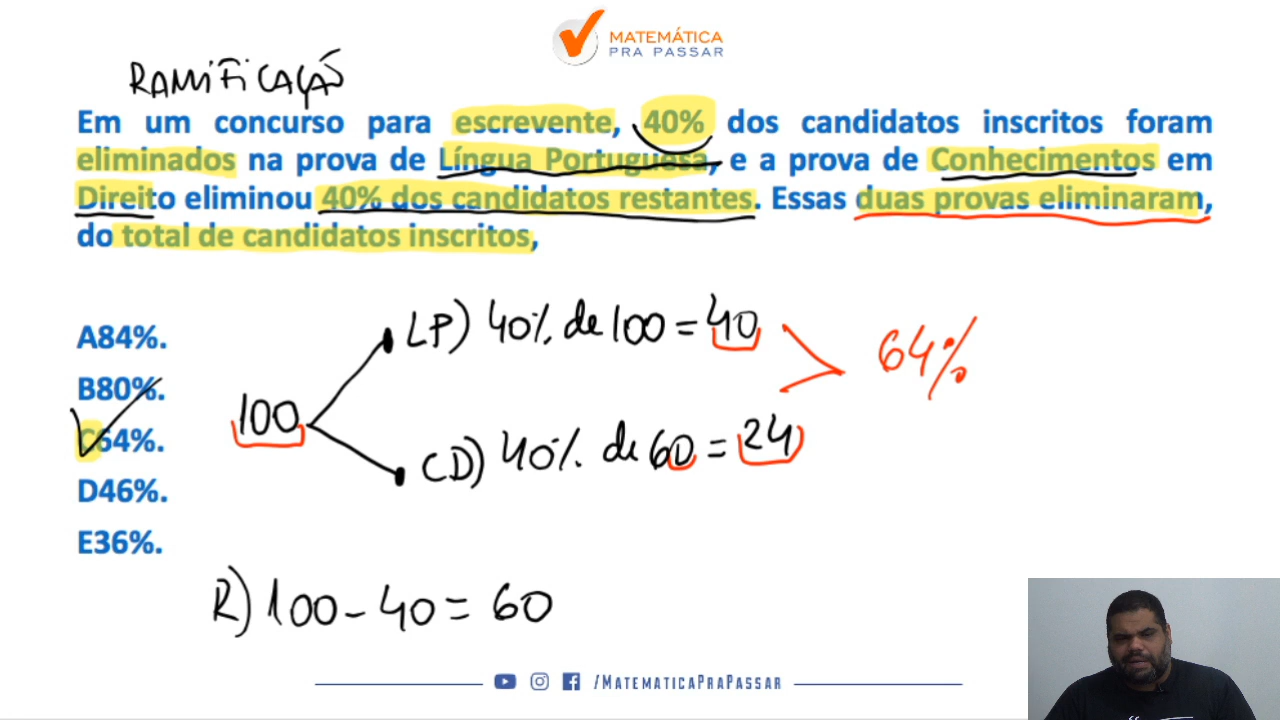 MATEMÁTICA
PRA PASSAR
RAMIFICAÇÃO
Em um concurso para escrevente, 40% dos candidatos inscritos foram
eliminados na prova de Língua Portuguesa, e a prova de Conhecimentos em
Direito eliminou 40% dos candidatos restantes. Essas duas provas eliminaram,
do total de candidatos inscritos,
A84%.
B80%.
C64%.
D46%.
E36%.
LP) 40% de 100 = 40
64%
100
CD) 40% de 60 = 24
R) 100 - 40 = 60
/MATEMATICAPRAPASSAR